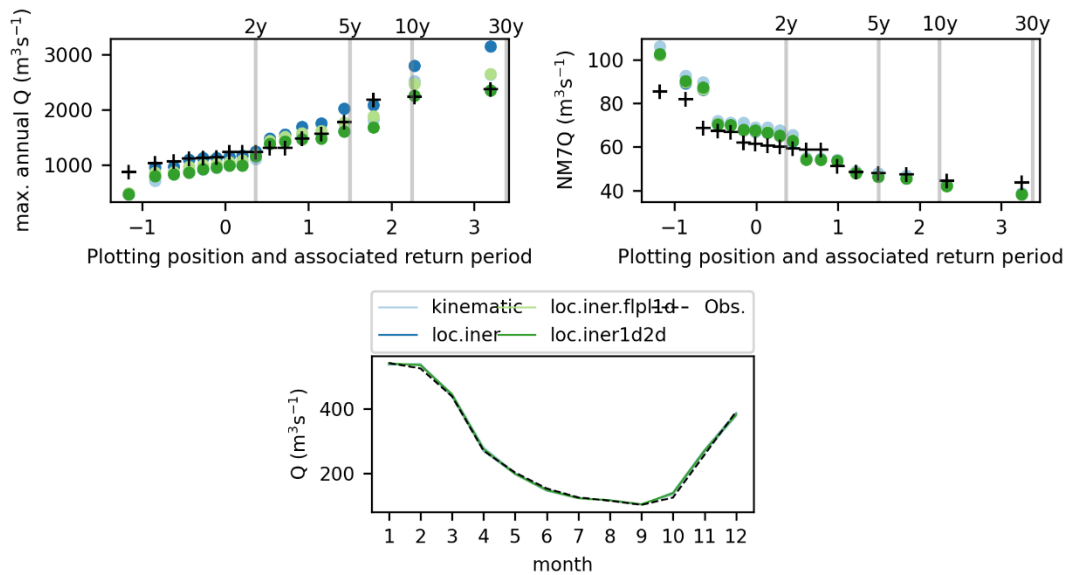 2y 5y 10y 30y
3000
2000
1000
max. annual Q (m³s⁻¹)
−1 0 1 2 3
Plotting position and associated return period
2y 5y 10y 30y
100
80
60
40
NM7Q (m³s⁻¹)
−1 0 1 2 3
Plotting position and associated return period
kinematic loc.iner.flpl1d Obs.
loc.iner loc.iner1d2d
400
200
Q (m³s⁻¹)
1 2 3 4 5 6 7 8 9 10 11 12
month